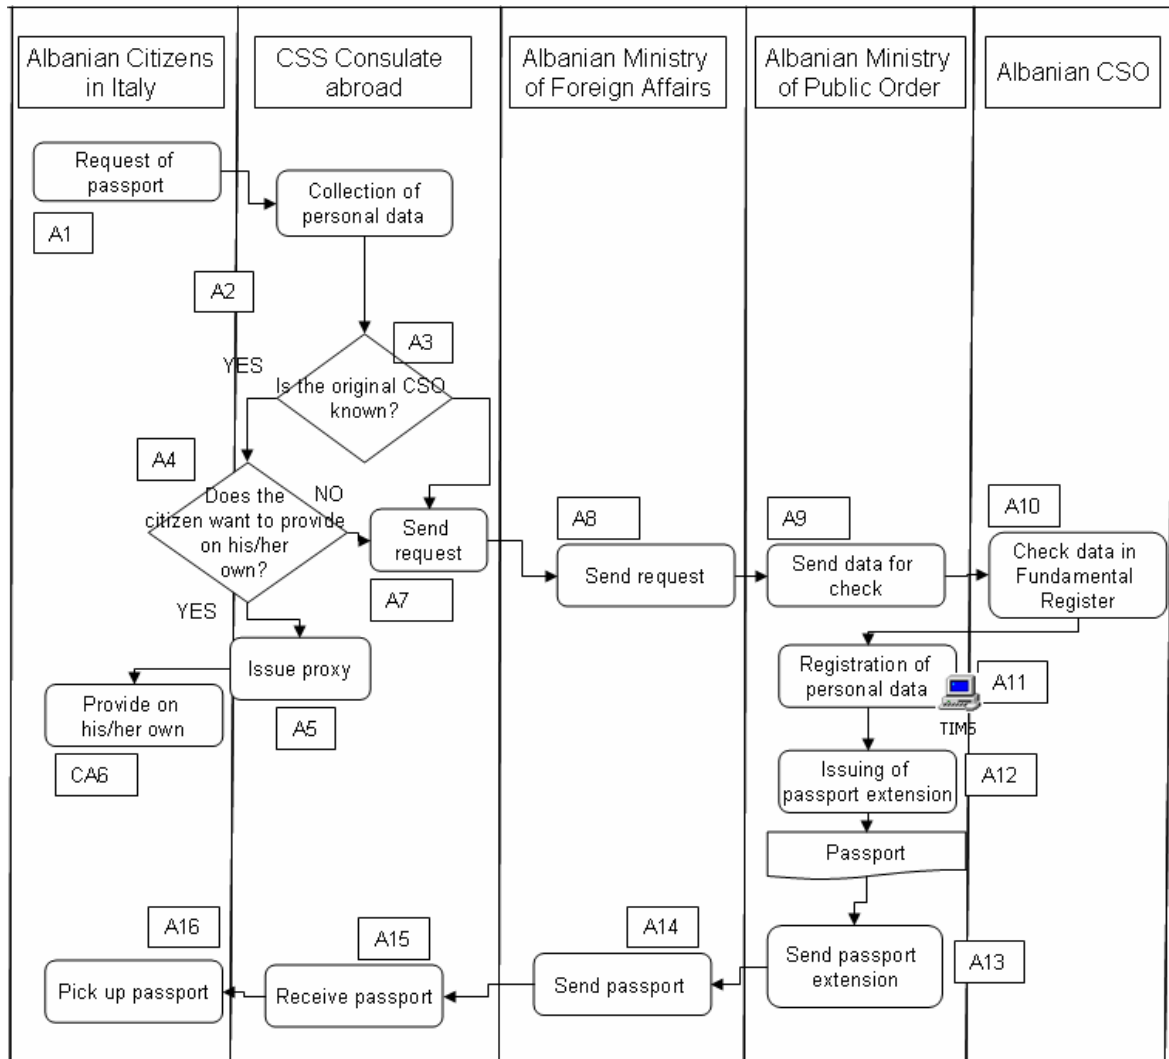 Albanian Citizens
in Italy
CSS Consulate
abroad
Albanian Ministry
of Foreign Affairs
Albanian Ministry
of Public Order
Albanian CSO
Request of
passport
A1
Collection of
personal data
A2
A3
YES
Is the original CSO
known?
A4
Does the
citizen want to provide
on his/her
own?
NO
Send
request
A7
A8
Send request
A9
Send data for
check
A10
Check data in
Fundamental
Register
YES
Issue proxy
A5
Provide on
his/her own
CA6
Registration of
personal data
A11
TIMS
Issuing of
passport extension
A12
Passport
Send passport
extension
A13
A14
Send passport
A15
Receive passport
A16
Pick up passport